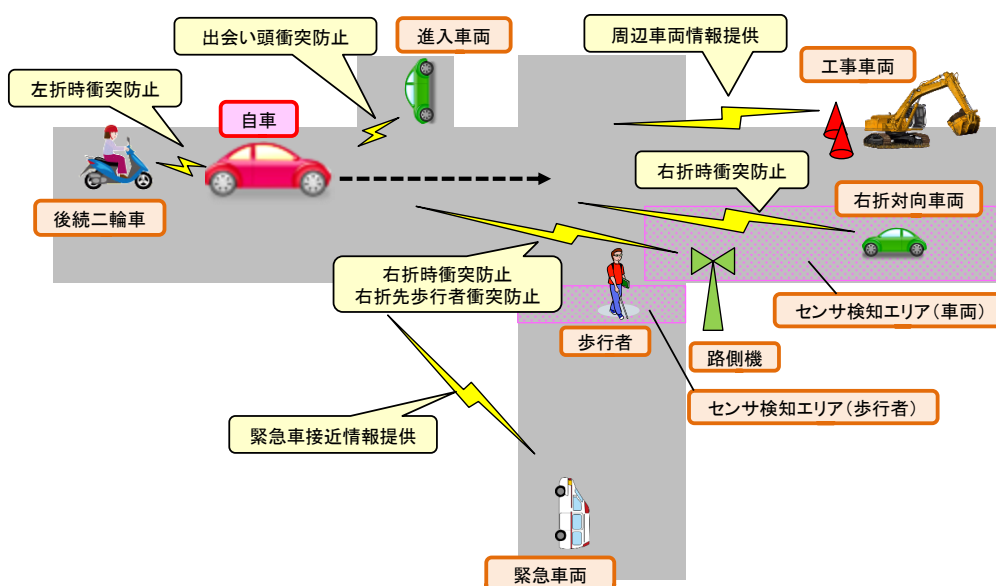 出会い頭衝突防止
進入車両
周辺車両情報提供
工事車両
左折時衝突防止
自車
右折時衝突防止
右折対向車両
後続二輪車
右折時衝突防止
右折先歩行者衝突防止
センサ検知エリア(車両)
歩行者
路側機
センサ検知エリア(歩行者)
緊急車接近情報提供
緊急車両